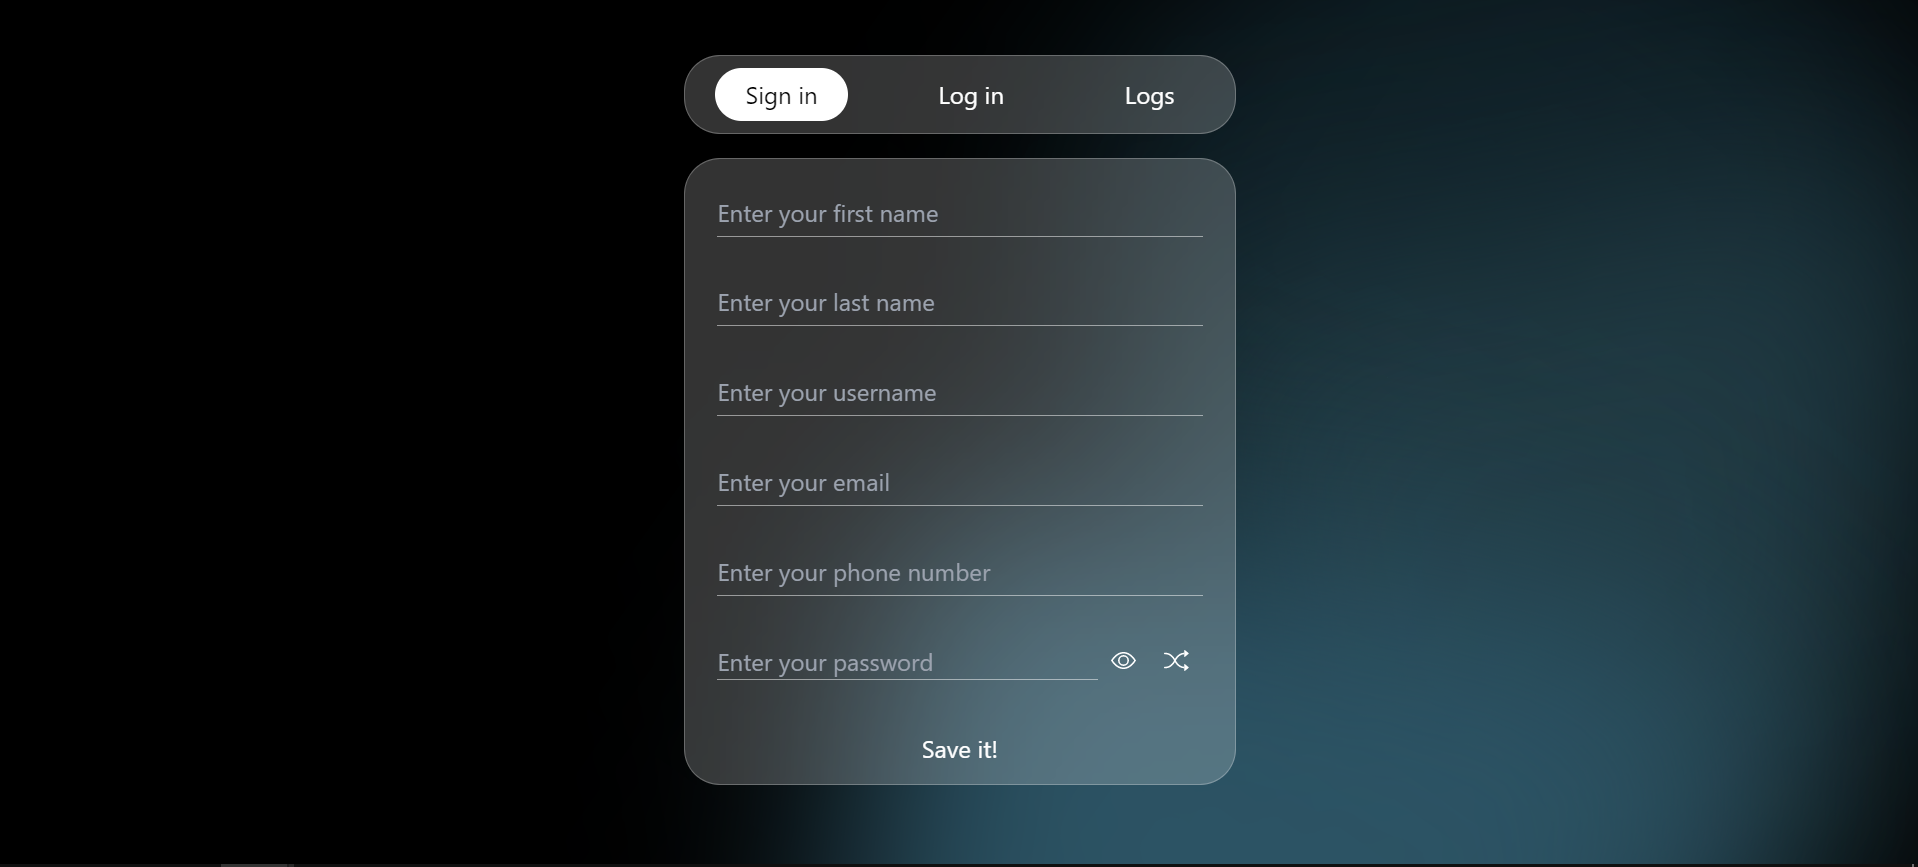 Sign in Log in Logs
Enter your first name
Enter your last name
Enter your username
Enter your email
Enter your phone number
Enter your password
Save it!